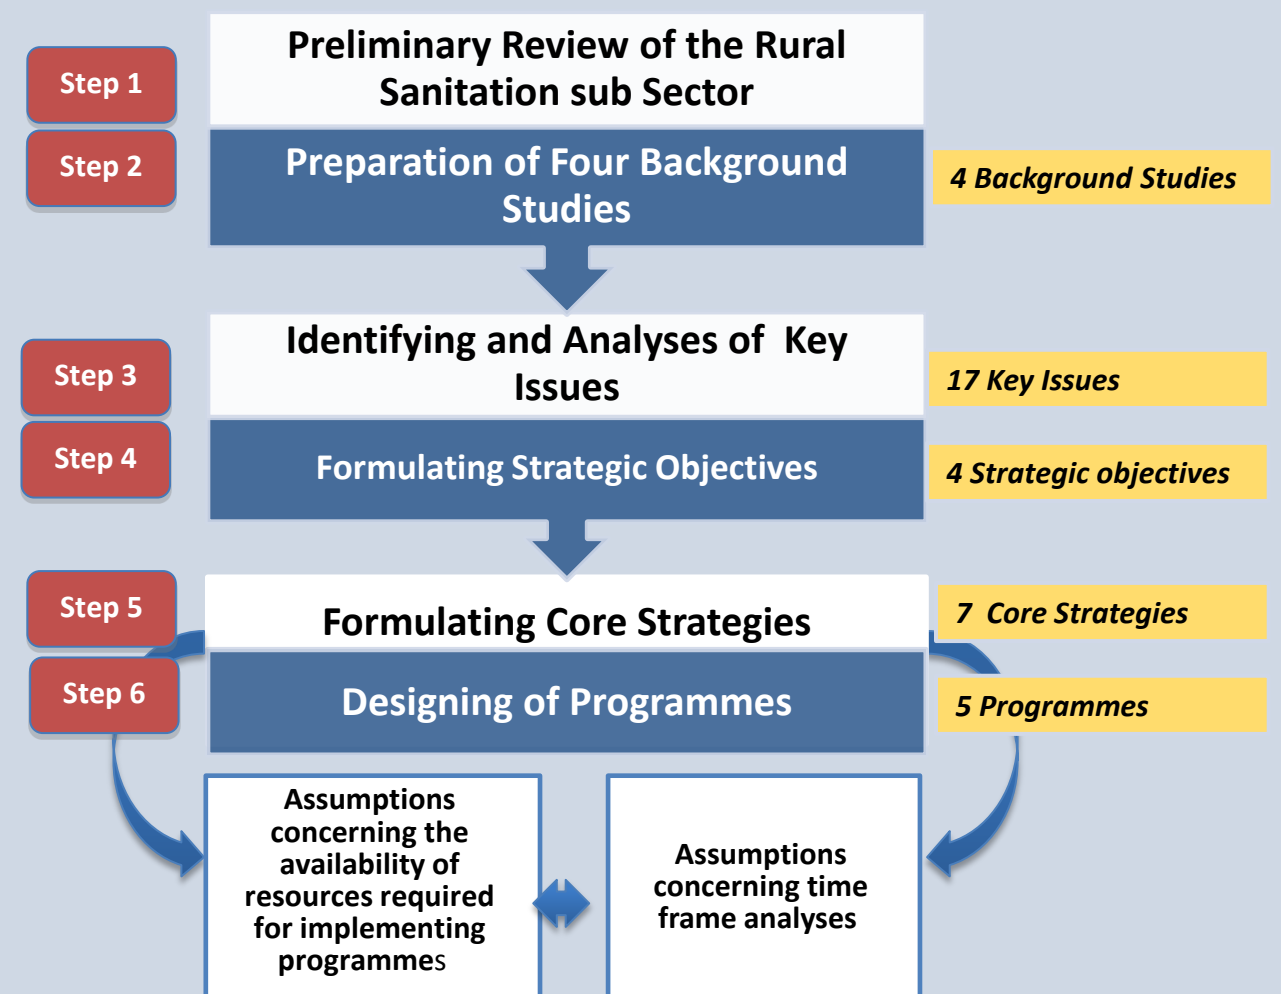 Step 1
Preliminary Review of the Rural
Sanitation sub Sector
Step 2
Preparation of Four Background
Studies
4 Background Studies
Step 3
Identifying and Analyses of  Key
Issues
17 Key Issues
Step 4
Formulating Strategic Objectives
4 Strategic objectives
Step 5
Formulating Core Strategies
7  Core Strategies
Step 6
Designing of Programmes
5 Programmes
Assumptions
concerning the
availability of
resources required
for implementing
programmes
Assumptions
concerning time
frame analyses